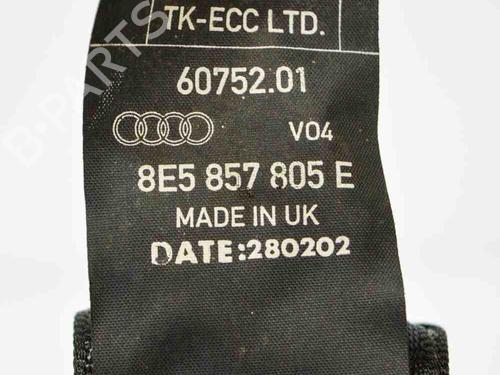 TK-ECC LTD.
60752.01
V04
8E5 857 805 E
MADE IN UK
DATE:280202
B-PARTS